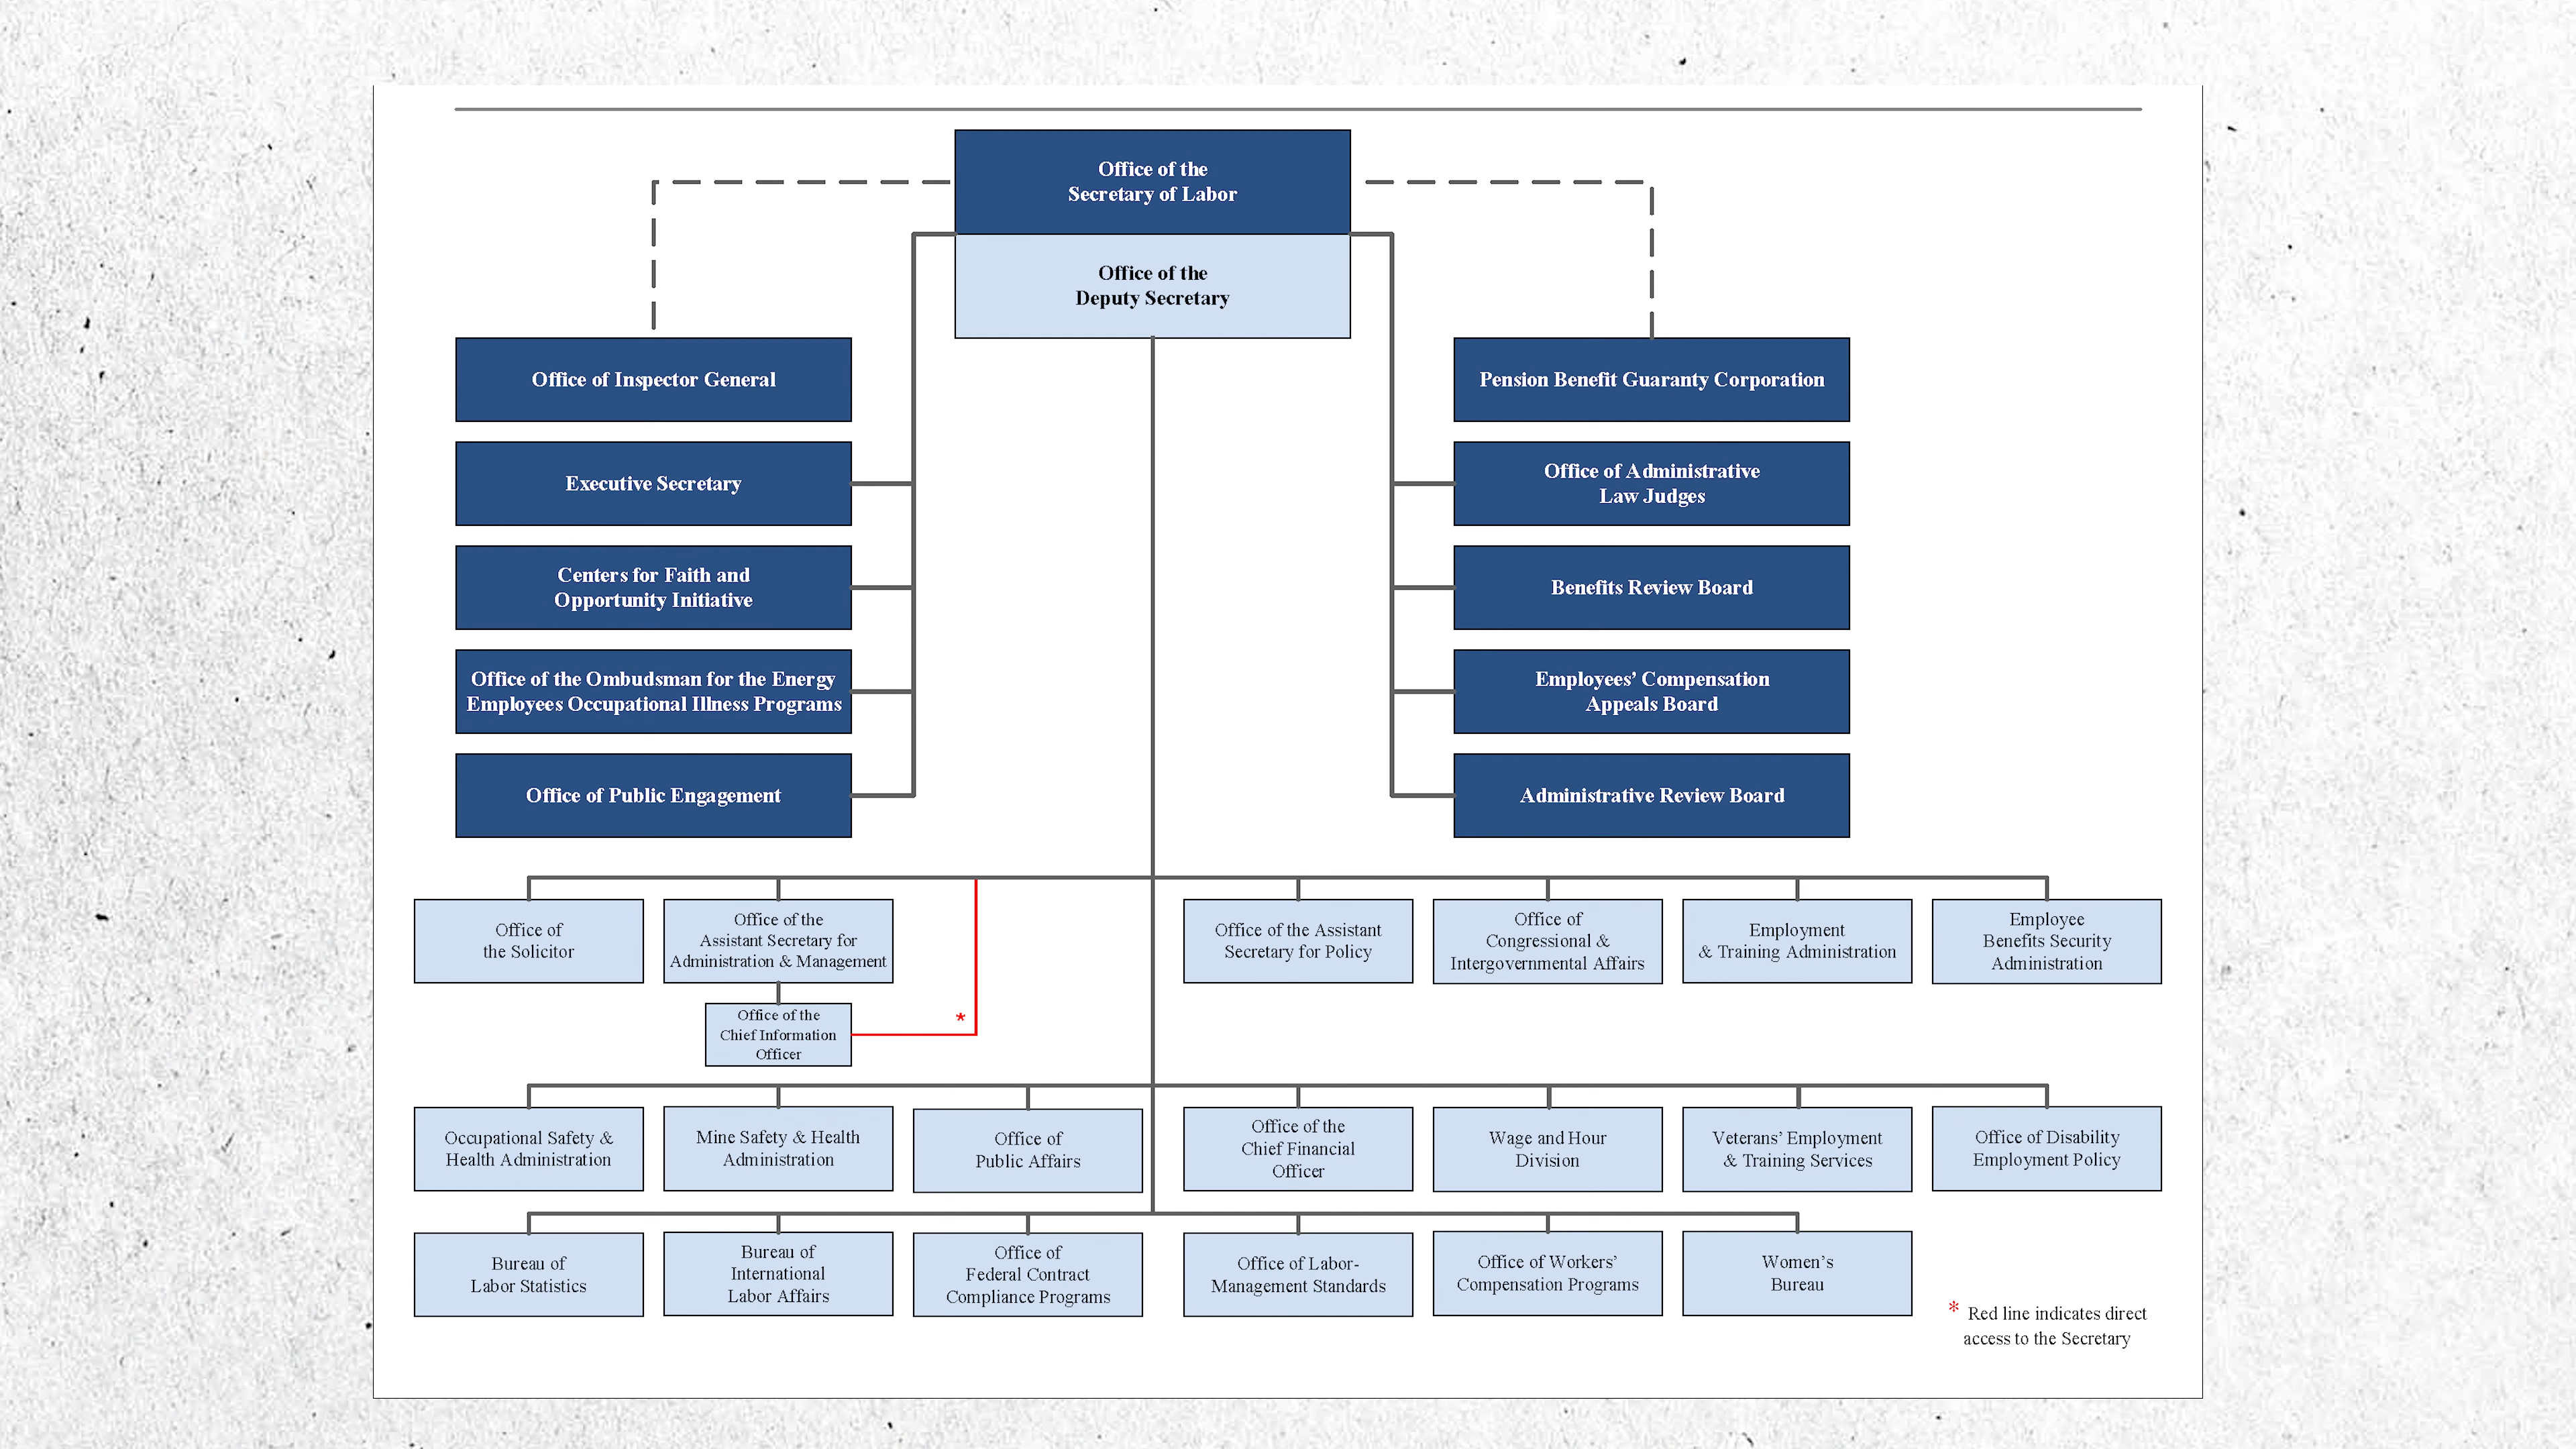 Office of the
Secretary of Labor
Office of the
Deputy Secretary
Office of Inspector General
Pension Benefit Guaranty Corporation
Executive Secretary
Office of Administrative
Law Judges
Centers for Faith and
Opportunity Initiative
Benefits Review Board
Office of the Ombudsman for the Energy
Employees Occupational Illness Programs
Employees’ Compensation
Appeals Board
Office of Public Engagement
Administrative Review Board
Office of
the Solicitor
Office of the
Assistant Secretary for
Administration & Management
Office of the Assistant
Secretary for Policy
Office of
Congressional &
Intergovernmental Affairs
Employment
& Training Administration
Employee
Benefits Security
Administration
Office of the
Chief Information
Officer
*
Occupational Safety &
Health Administration
Mine Safety & Health
Administration
Office of
Public Affairs
Office of the
Chief Financial
Officer
Wage and Hour
Division
Veterans’ Employment
& Training Services
Office of Disability
Employment Policy
Bureau of
Labor Statistics
Bureau of
International
Labor Affairs
Office of
Federal Contract
Compliance Programs
Office of Labor-
Management Standards
Office of Workers’
Compensation Programs
Women’s
Bureau
* Red line indicates direct
access to the Secretary